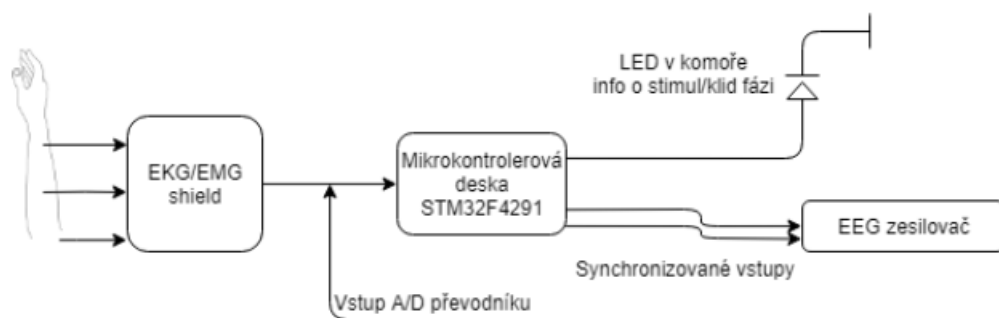 LED v komoře
info o stimul/klid fázi
EKG/EMG
shield
Mikrokontrolerová
deska
STM32F4291
EEG zesilovač
Synchronizované vstupy
Vstup A/D převodníku